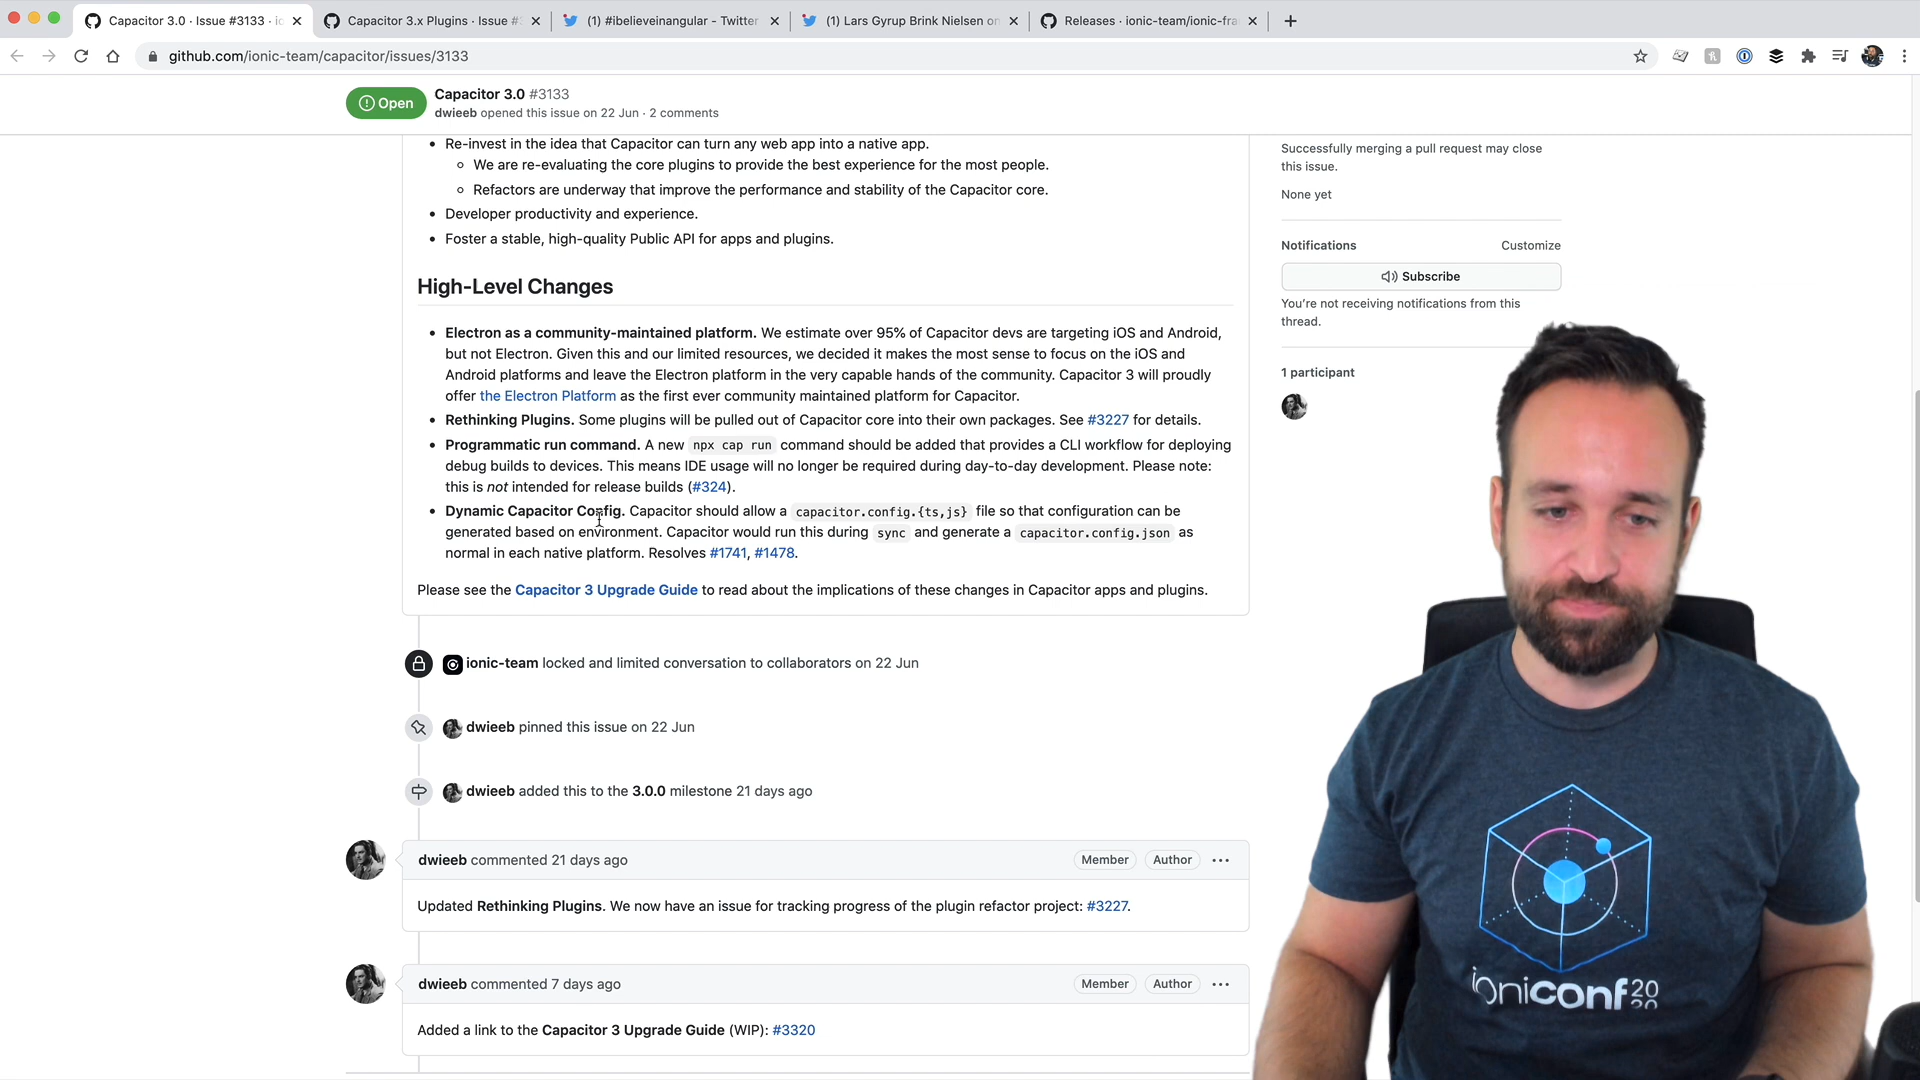 Capacitor 3.0 · Issue #3133 · io
Capacitor 3.x Plugins · Issue #3
(1) #ibelieveinangular - Twitter
(1) Lars Gyrup Brink Nielsen on
Releases · ionic-team/ionic-fra
github.com/ionic-team/capacitor/issues/3133
Open
Capacitor 3.0 #3133
dwieeb opened this issue on 22 Jun · 2 comments
Re-invest in the idea that Capacitor can turn any web app into a native app.
We are re-evaluating the core plugins to provide the best experience for the most people.
Refactors are underway that improve the performance and stability of the Capacitor core.
Developer productivity and experience.
Foster a stable, high-quality Public API for apps and plugins.
High-Level Changes
Electron as a community-maintained platform. We estimate over 95% of Capacitor devs are targeting iOS and Android,
but not Electron. Given this and our limited resources, we decided it makes the most sense to focus on the iOS and
Android platforms and leave the Electron platform in the very capable hands of the community. Capacitor 3 will proudly
offer the Electron Platform as the first ever community maintained platform for Capacitor.
Rethinking Plugins. Some plugins will be pulled out of Capacitor core into their own packages. See #3227 for details.
Programmatic run command. A new npx cap run command should be added that provides a CLI workflow for deploying
debug builds to devices. This means IDE usage will no longer be required during day-to-day development. Please note:
this is not intended for release builds (#324).
Dynamic Capacitor Config. Capacitor should allow a capacitor.config.{ts,js} file so that configuration can be
generated based on environment. Capacitor would run this during sync and generate a capacitor.config.json as
normal in each native platform. Resolves #1741, #1478.
Please see the Capacitor 3 Upgrade Guide to read about the implications of these changes in Capacitor apps and plugins.
ionic-team locked and limited conversation to collaborators on 22 Jun
dwieeb pinned this issue on 22 Jun
dwieeb added this to the 3.0.0 milestone 21 days ago
dwieeb commented 21 days ago
Member
Author
Updated Rethinking Plugins. We now have an issue for tracking progress of the plugin refactor project: #3227.
dwieeb commented 7 days ago
Member
Author
Added a link to the Capacitor 3 Upgrade Guide (WIP): #3320
Successfully merging a pull request may close
this issue.
None yet
Notifications
Customize
Subscribe
You're not receiving notifications from this
thread.
1 participant
ioniconf 2020